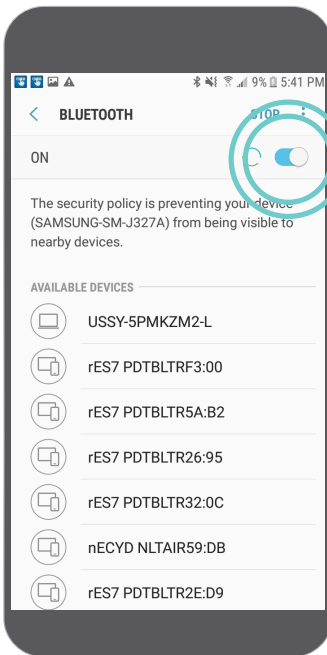 9% 5:41 PM
BLUETOOTH STOP
ON
The security policy is preventing your device
(SAMSUNG-SM-J327A) from being visible to
nearby devices.
AVAILABLE DEVICES
USSY-5PMKZM2-L
rES7 PDTBLTRF3:00
rES7 PDTBLTR5A:B2
rES7 PDTBLTR26:95
rES7 PDTBLTR32:0C
nECYD NLTAIR59:DB
rES7 PDTBLTR2E:D9